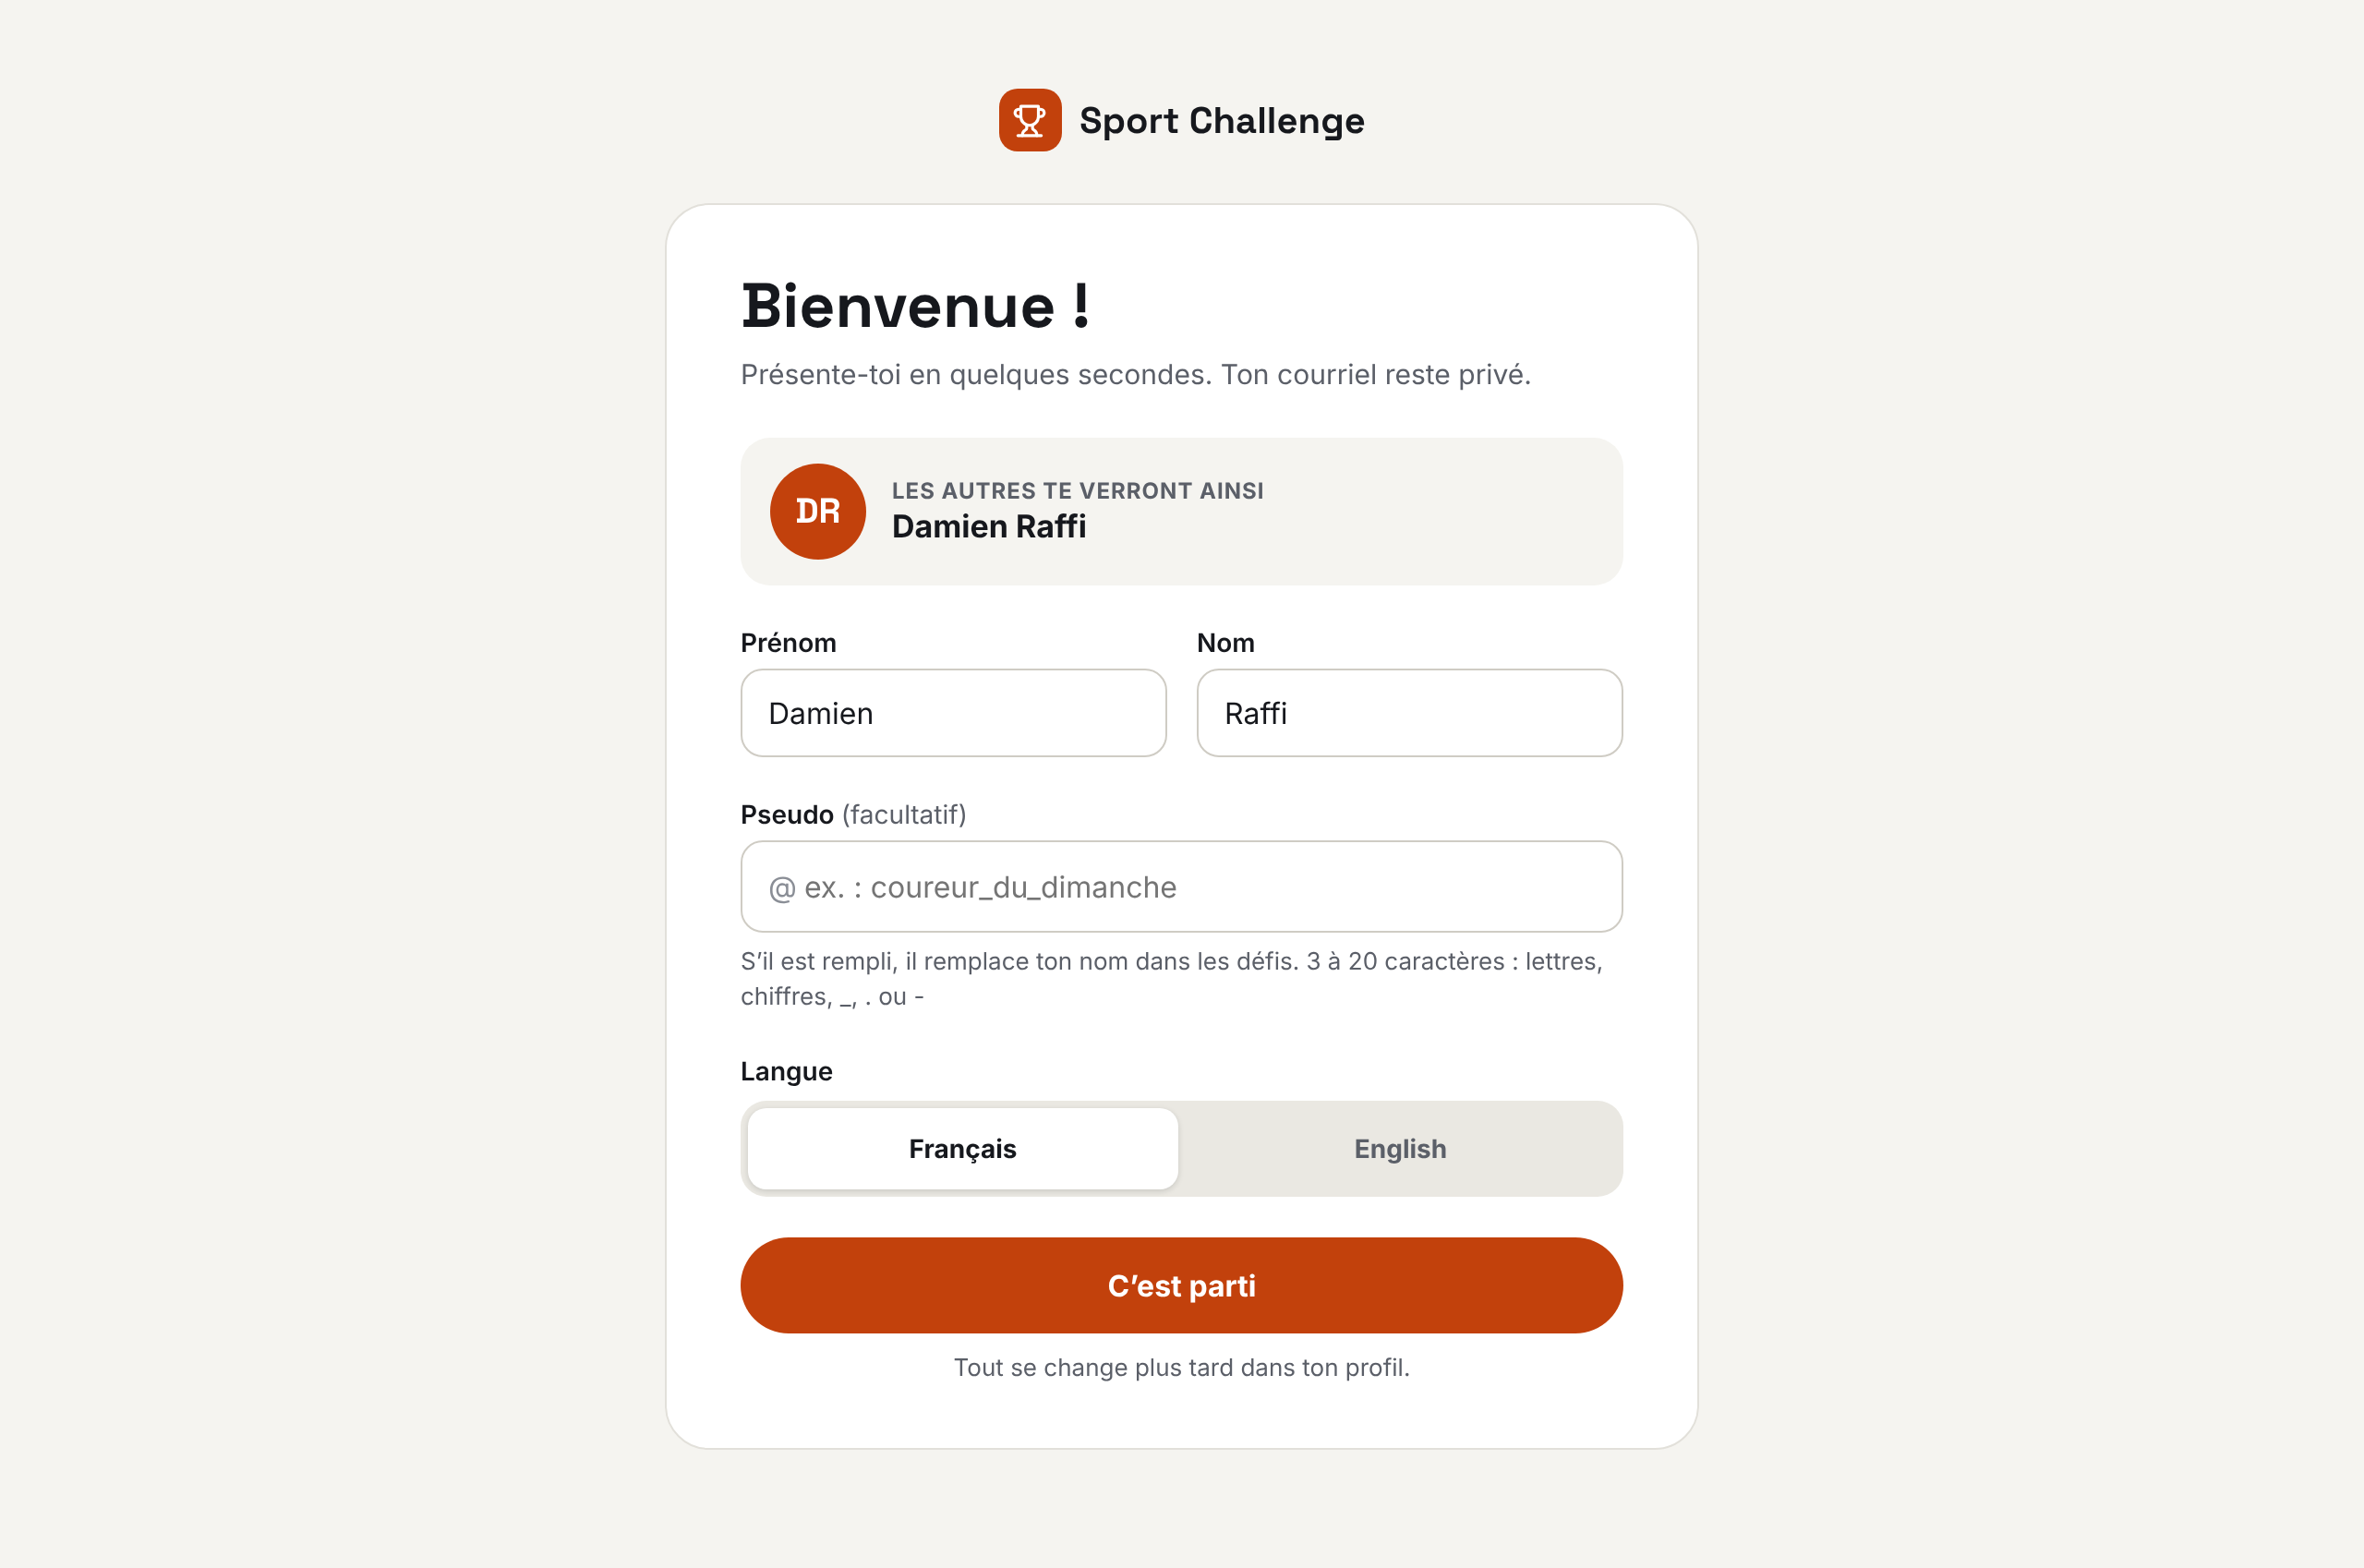 Sport Challenge
Bienvenue !
Présente-toi en quelques secondes. Ton courriel reste privé.
DR
LES AUTRES TE VERRONT AINSI
Damien Raffi
Prénom
Nom
Damien
Raffi
Pseudo (facultatif)
@ ex. : coureur_du_dimanche
S’il est rempli, il remplace ton nom dans les défis. 3 à 20 caractères : lettres,
chiffres, _, . ou -
Langue
Français
English
C’est parti
Tout se change plus tard dans ton profil.